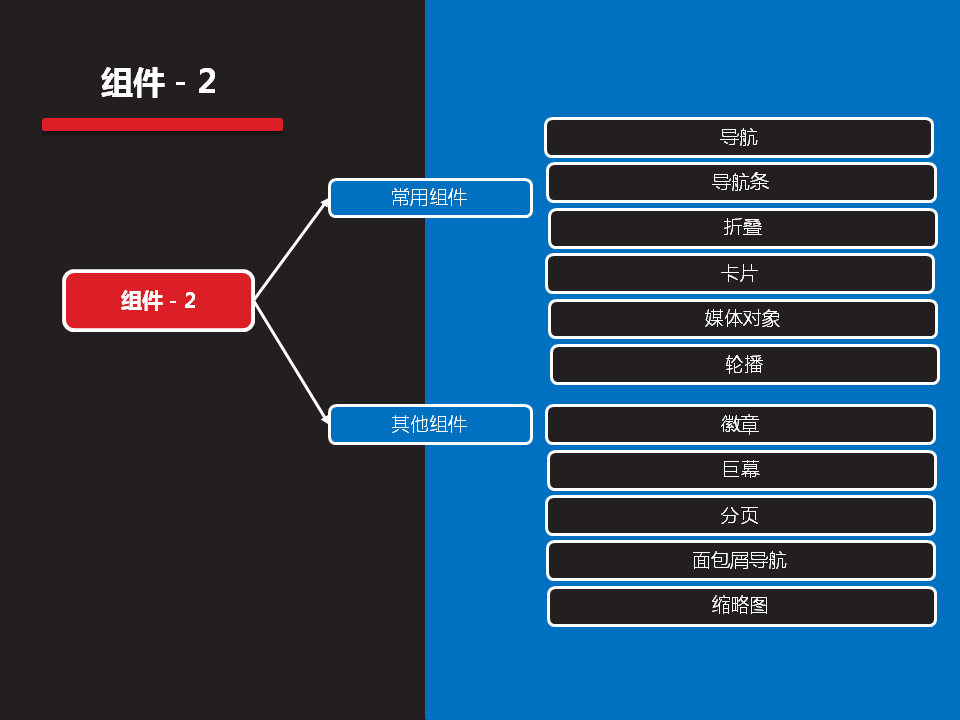 组件 - 2
组件 - 2
常用组件
导航
导航条
折叠
卡片
媒体对象
轮播
其他组件
徽章
巨幕
分页
面包屑导航
缩略图